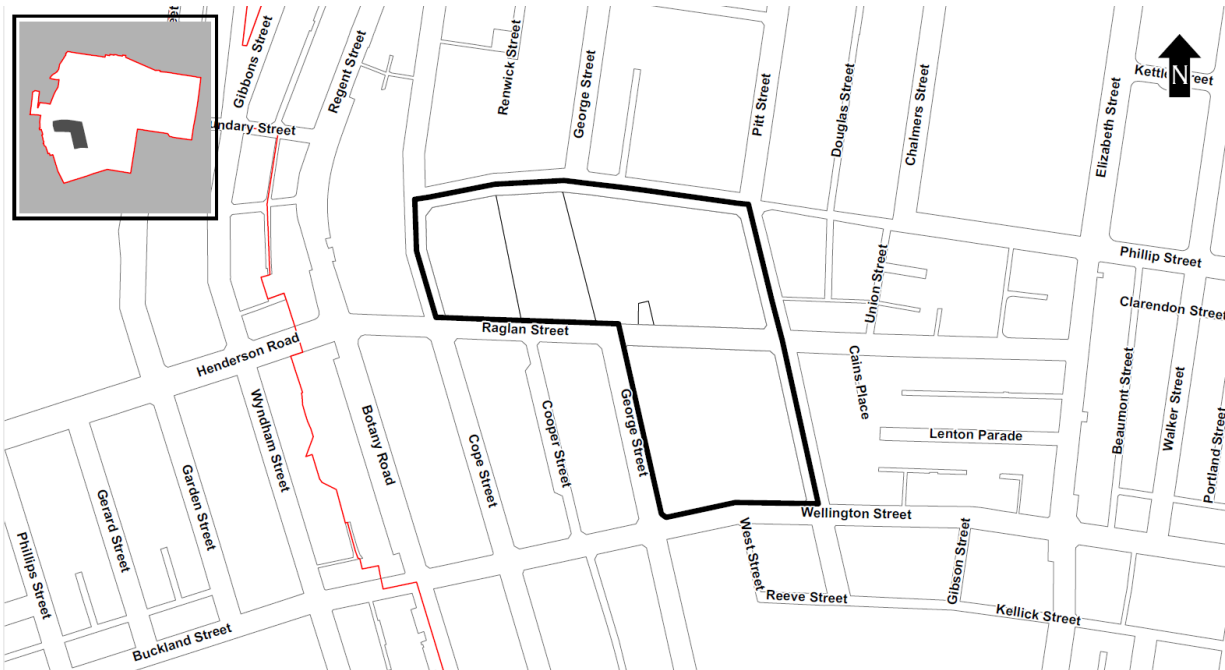 Gibbons Street
Regent Street
Renwick Street
George Street
Pitt Street
Douglas Street
Chalmers Street
Elizabeth Street
N
undary Street
Phillip Street
Clarendon Street
Union Street
Raglan Street
Henderson Road
Wyndham Street
Botany Road
Cope Street
Cooper Street
George Street
Cains Place
Lenton Parade
Beaumont Street
Walker Street
Portland Street
Wellington Street
Garden Street
Gerard Street
Phillips Street
West Street
Gibson Street
Reeve Street
Kellick Street
Buckland Street